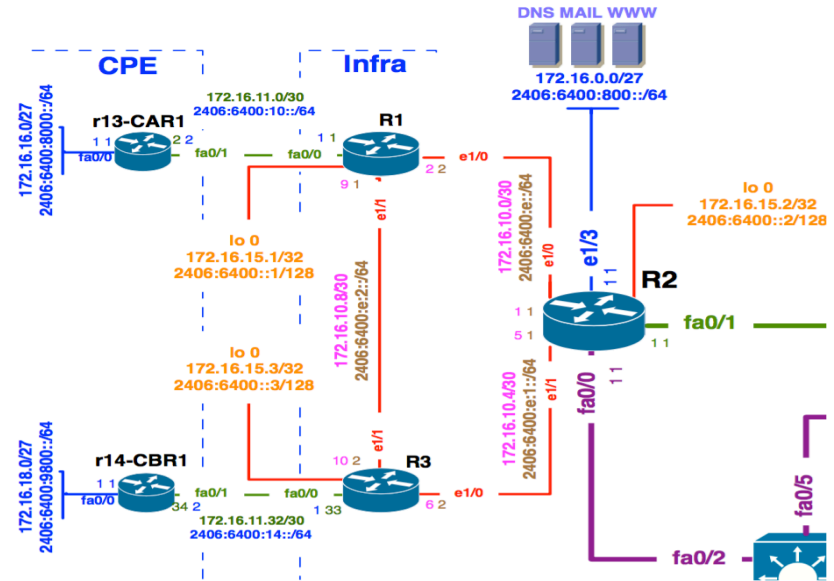 DNS MAIL WWW
172.16.0.0/27
2406:6400:800::/64
CPE
Infra
172.16.11.0/30
2406:6400:10::/64
172.16.16.0/27
2406:6400:8000::/64
r13-CAR1
1 1
fa0/0
2 2
fa0/1
fa0/0
1 1
R1
9 1
e1/1
2 2
e1/0
172.16.10.0/30
2406:6400:e::/64
e1/0
e1/3
1 1
lo 0
172.16.15.2/32
2406:6400::2/128
lo 0
172.16.15.1/32
2406:6400::1/128
172.16.10.8/30
2406:6400:e:2::/64
R2
1 1
5 1
fa0/1
1 1
fa0/0
1 1
e1/1
172.16.10.4/30
2406:6400:e:1::/64
lo 0
172.16.15.3/32
2406:6400::3/128
e1/1
10 2
172.16.18.0/27
2406:6400:9800::/64
r14-CBR1
1 1
fa0/0
34 2
fa0/1
fa0/0
1 33
R3
6 2
e1/0
172.16.11.32/30
2406:6400:14::/64
fa0/2
fa0/5